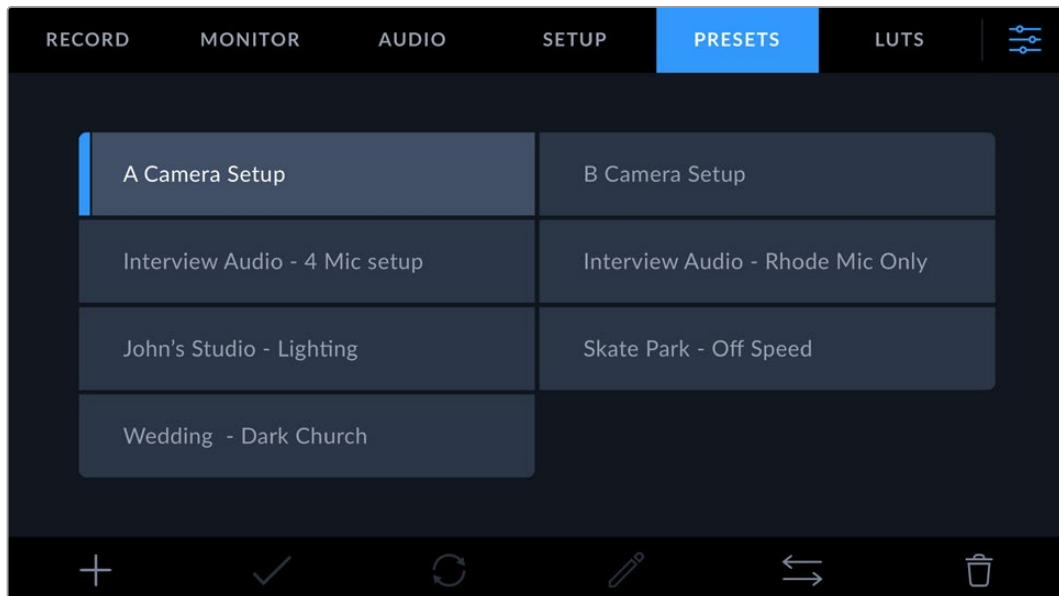 RECORD MONITOR AUDIO SETUP PRESETS LUTS
A Camera Setup B Camera Setup
Interview Audio - 4 Mic setup Interview Audio - Rhode Mic Only
John’s Studio - Lighting Skate Park - Off Speed
Wedding - Dark Church